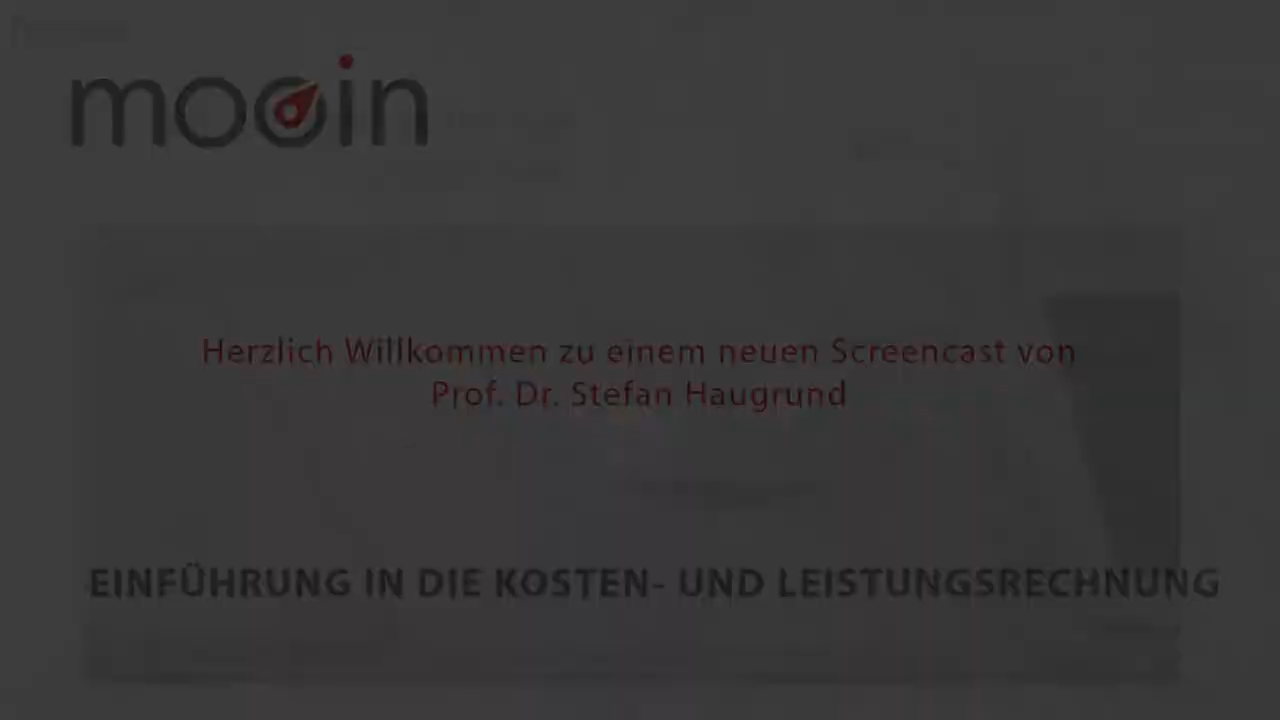 mooin
Herzlich Willkommen zu einem neuen Screencast von
Prof. Dr. Stefan Haugrund
EINFÜHRUNG IN DIE KOSTEN- UND LEISTUNGSRECHNUNG